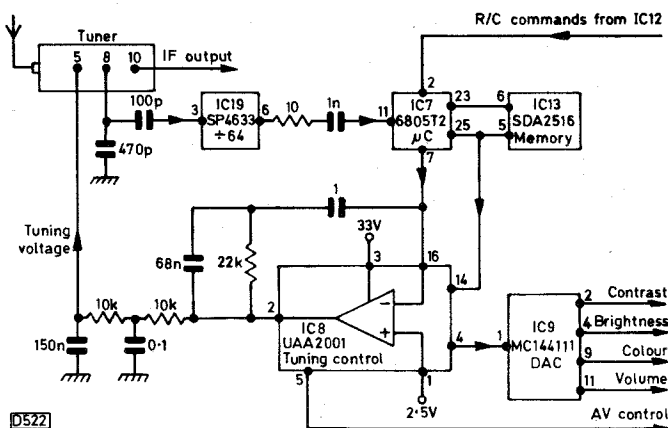 R/C commands from IC12
Tuner
5 8 10
IF output
100p
470p
3
IC19
SP4633
÷64
6
10
1n
11
2
IC7
6805T2
μC
23
25
7
6
5
IC13
SDA2516
Memory
1
33V
Tuning
voltage
68n
22k
3
16
14
−
+
2
IC8
UAA2001
Tuning control
5
4
1
2·5V
10k
10k
150n
0·1
1
IC9
MC144111
DAC
2
Contrast
4
Brightness
9
Colour
11
Volume
AV control
D522